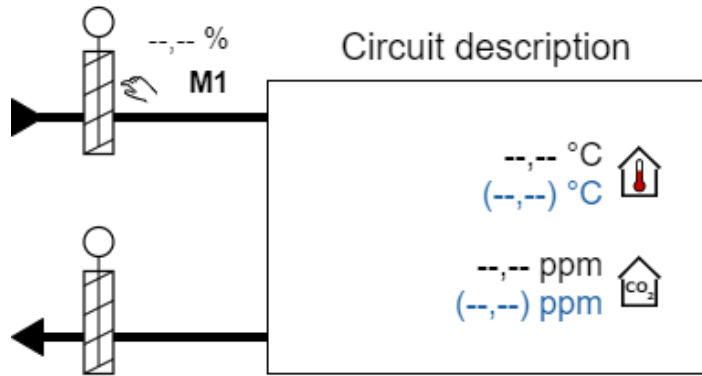 --,-- %
M1
Circuit description
--,-- °C
(--,--) °C
--,-- ppm
(--,--) ppm
CO₂